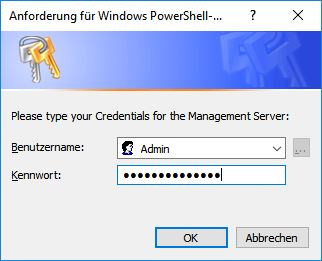 Anforderung für Windows PowerShell-...
Please type your Credentials for the Management Server:
Benutzername: Admin ...
Kennwort: ••••••••••••••
OK Abbrechen